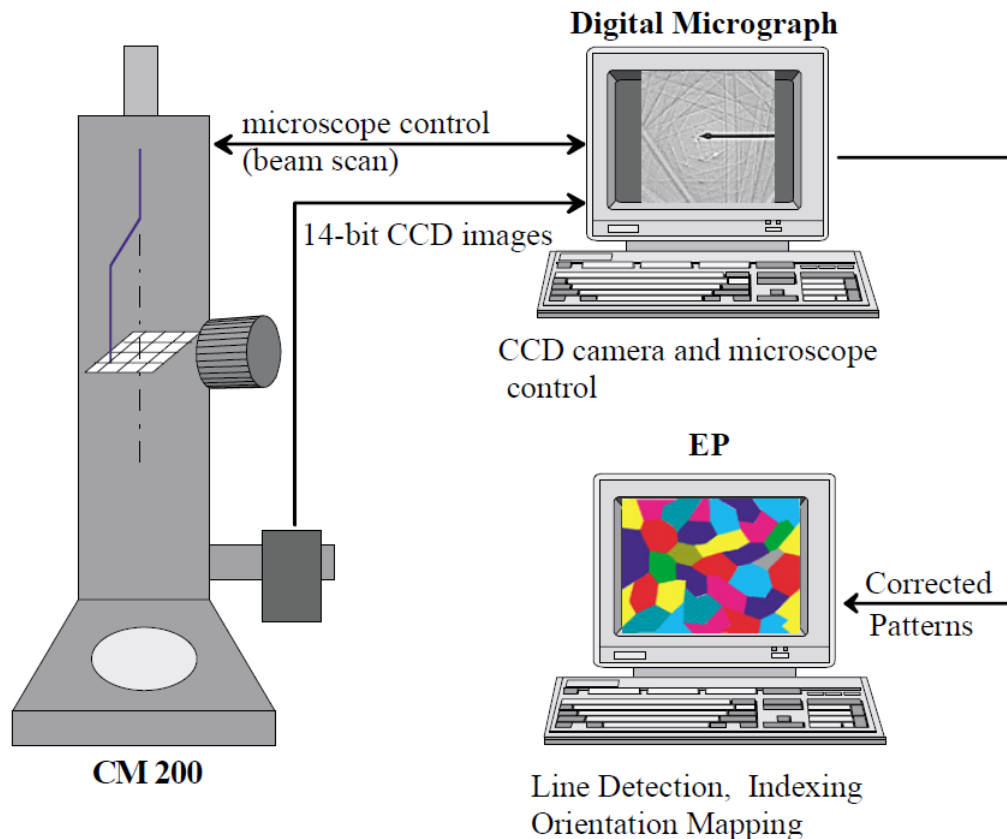 Digital Micrograph
microscope control
(beam scan)
14-bit CCD images
CCD camera and microscope
control
EP
Corrected
Patterns
CM 200
Line Detection, Indexing
Orientation Mapping